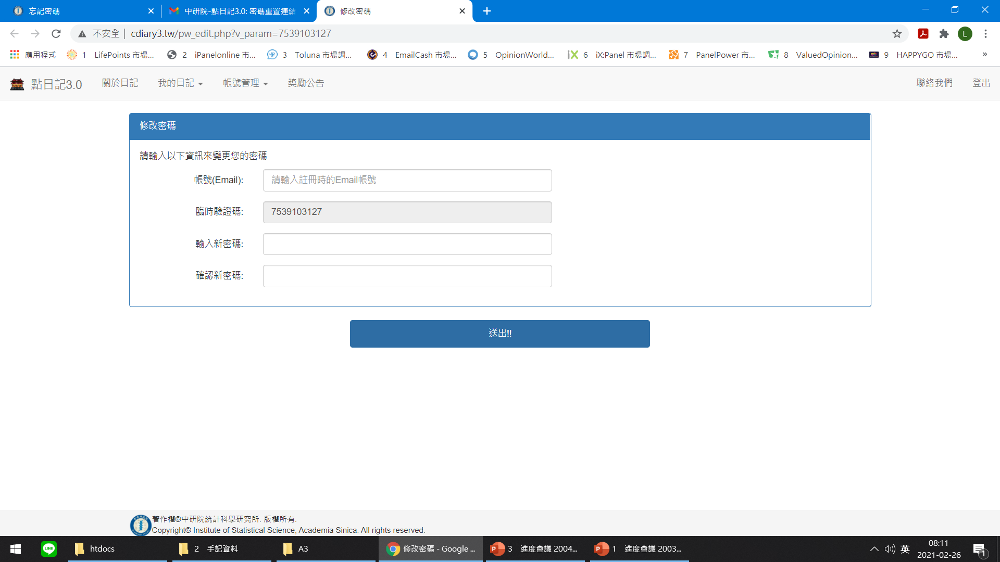 忘記密碼
中研院-點日記3.0: 密碼重置連結
修改密碼
不安全 | cdiary3.tw/pw_edit.php?v_param=7539103127
L
應用程式 1 LifePoints 市場... 2 iPanelonline 市... 3 Toluna 市場調... 4 EmailCash 市場... 5 OpinionWorld... 6 iX:Panel 市場調... 7 PanelPower 市... 8 ValuedOpinion... 9 HAPPYGO 市場... »
點日記3.0 關於日記 我的日記 帳號管理 獎勵公告 聯絡我們 登出
修改密碼
請輸入以下資訊來變更您的密碼
帳號(Email): 請輸入註冊時的Email帳號
臨時驗證碼: 7539103127
輸入新密碼:
確認新密碼:
送出!!
著作權©中研院統計科學研究所. 版權所有.
Copyright© Institute of Statistical Science, Academia Sinica. All rights reserved.
LINE htdocs 2 手記資料 A3 修改密碼 - Google ... 3 進度會議 2004... 1 進度會議 2003... 英 08:11
2021-02-26 1